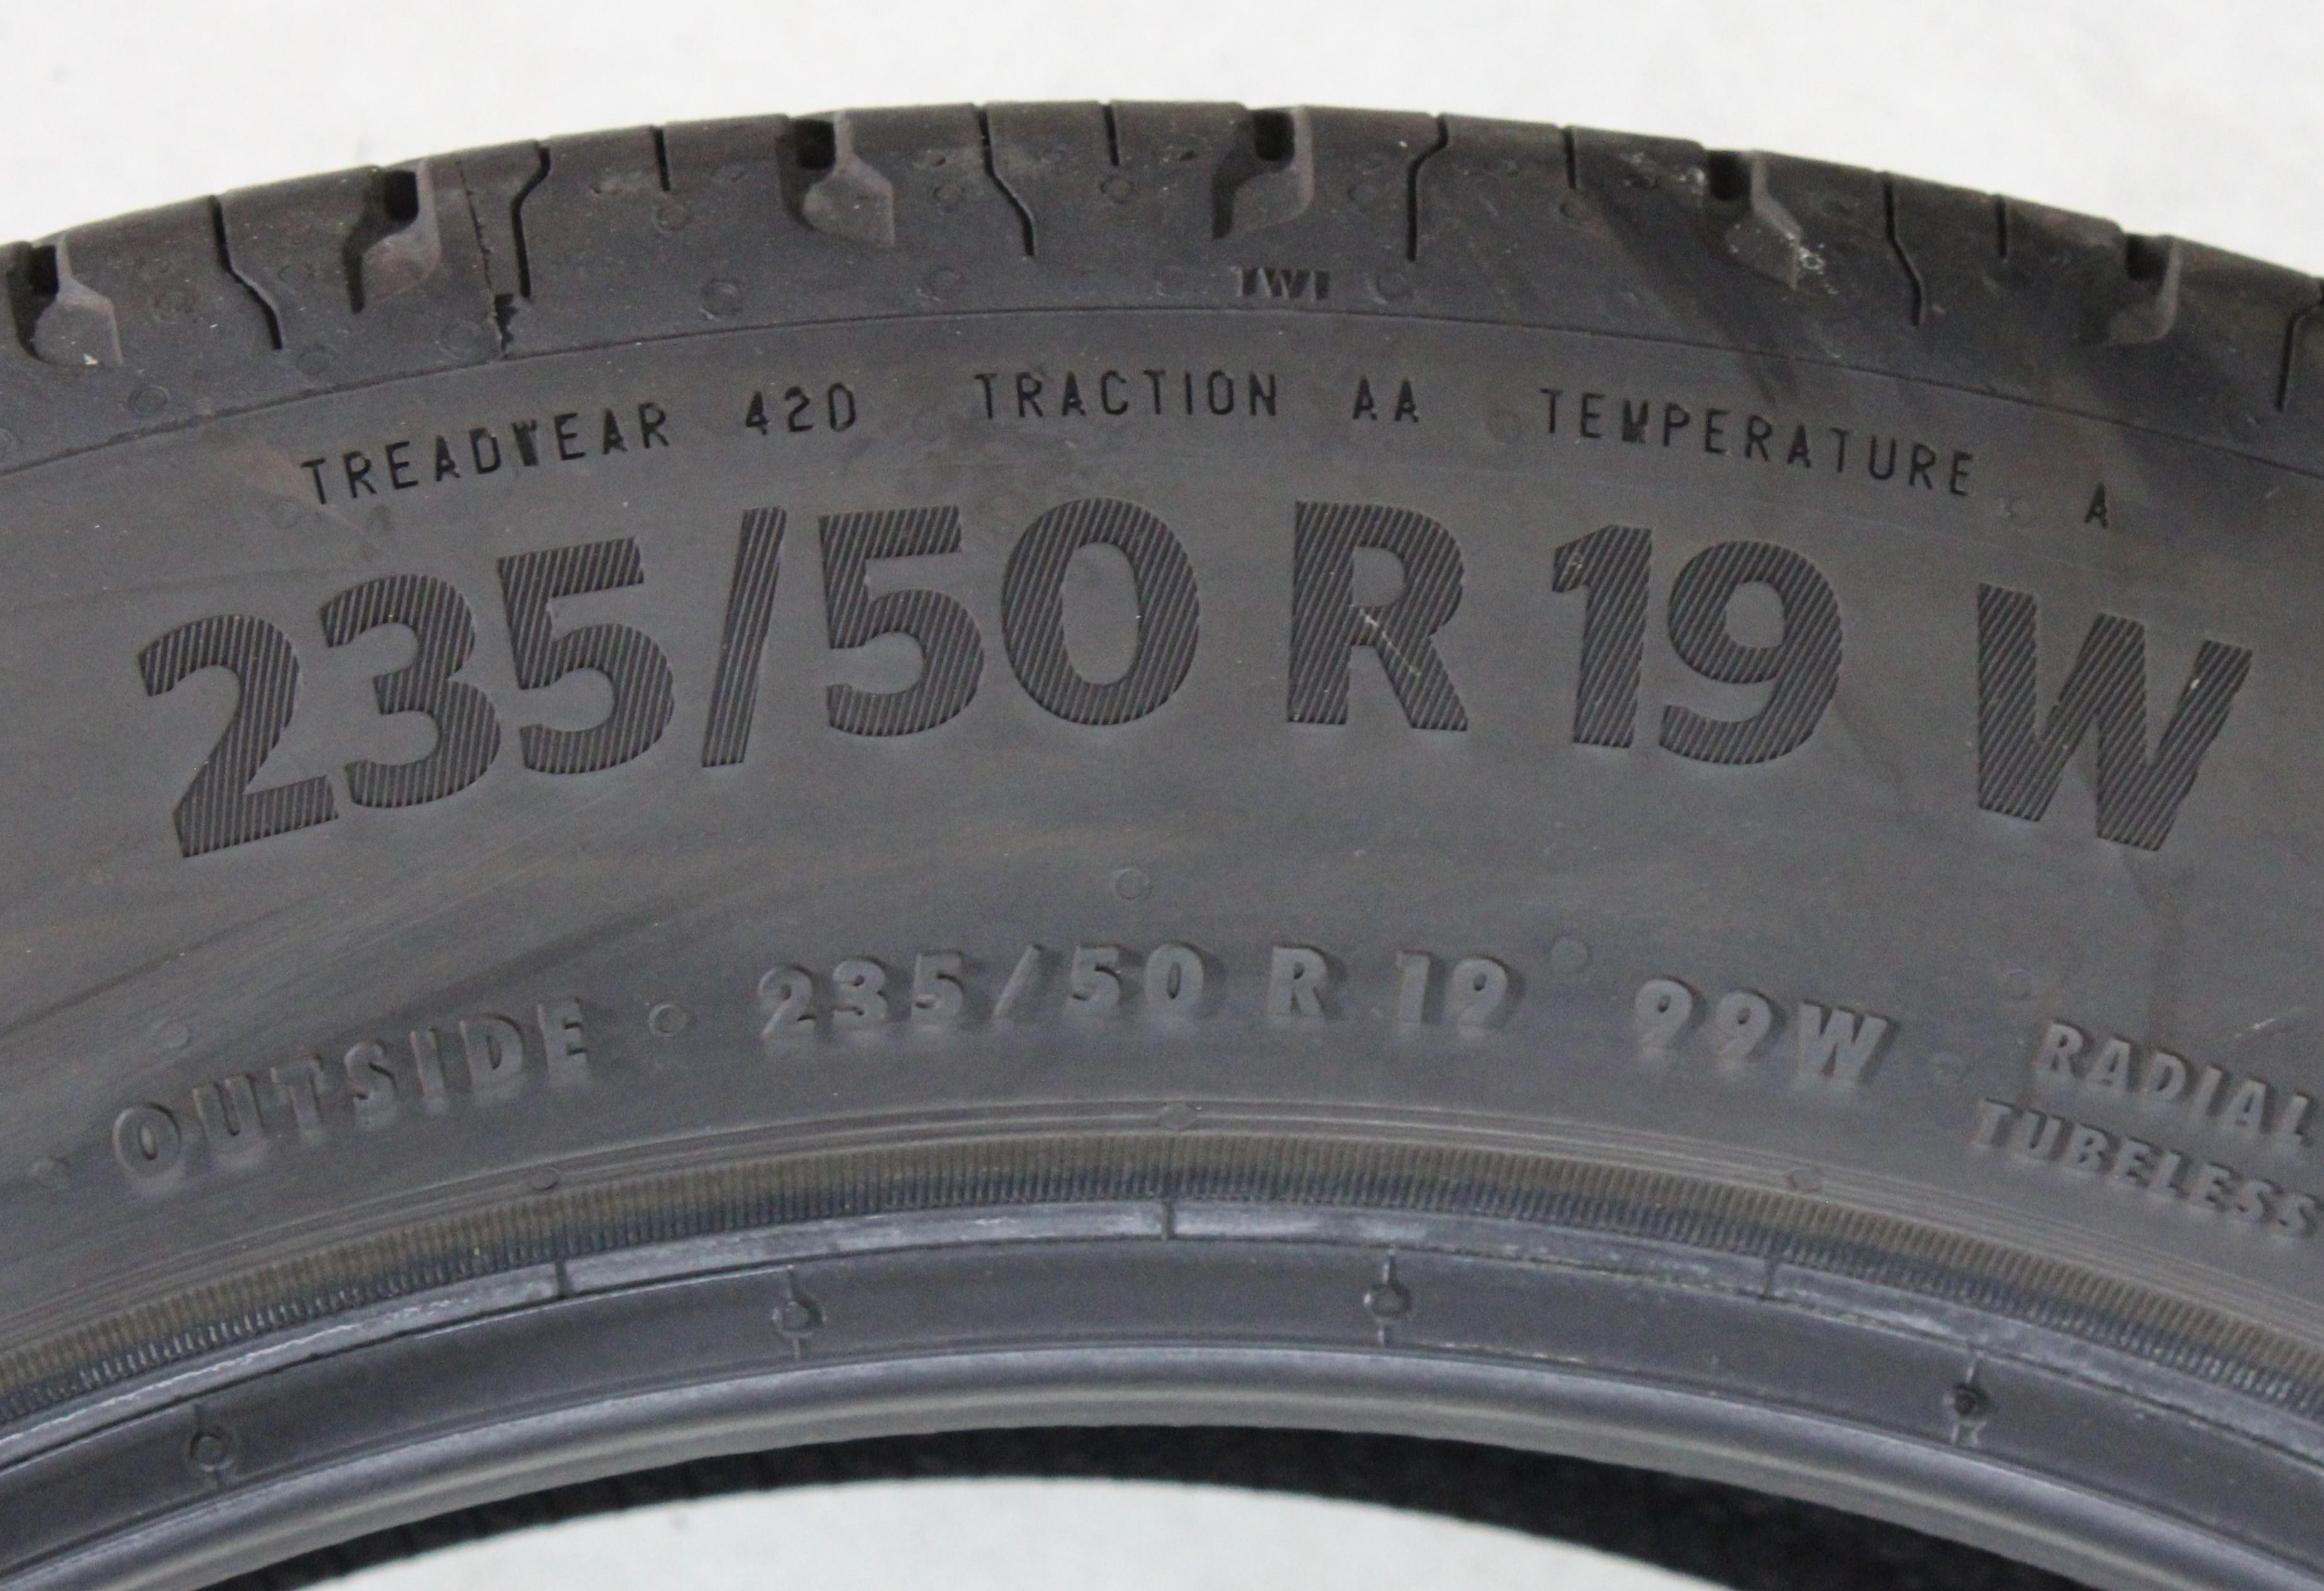 TWI
TREADWEAR 420 TRACTION AA TEMPERATURE A
235/50 R 19 W
OUTSIDE 235/50 R 19 99W RADIAL
TUBELESS